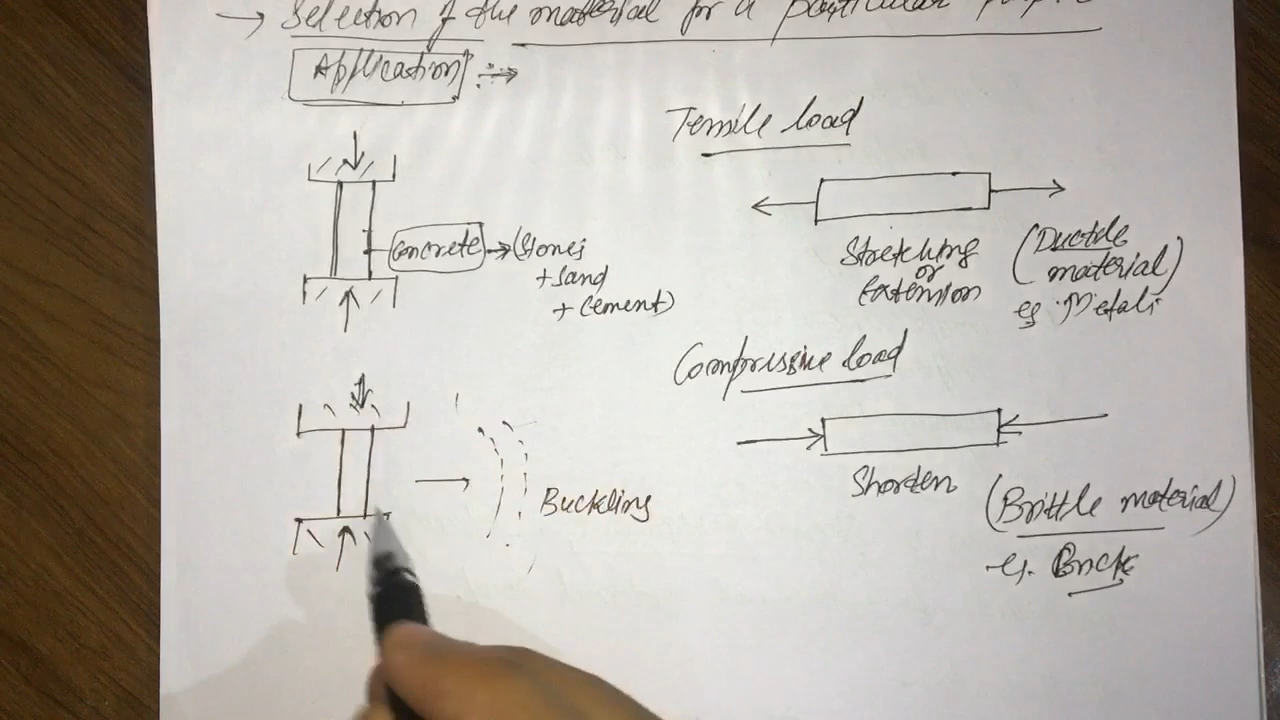 → Selection of the material for a particular
Application :→
Tensile load
Concrete → (Stones
+ Sand
+ Cement)
Stretching
or
Extension
(Ductile
material)
eg. Metals
Compressive load
Shorten
Buckling
(Brittle material)
eg. Brick